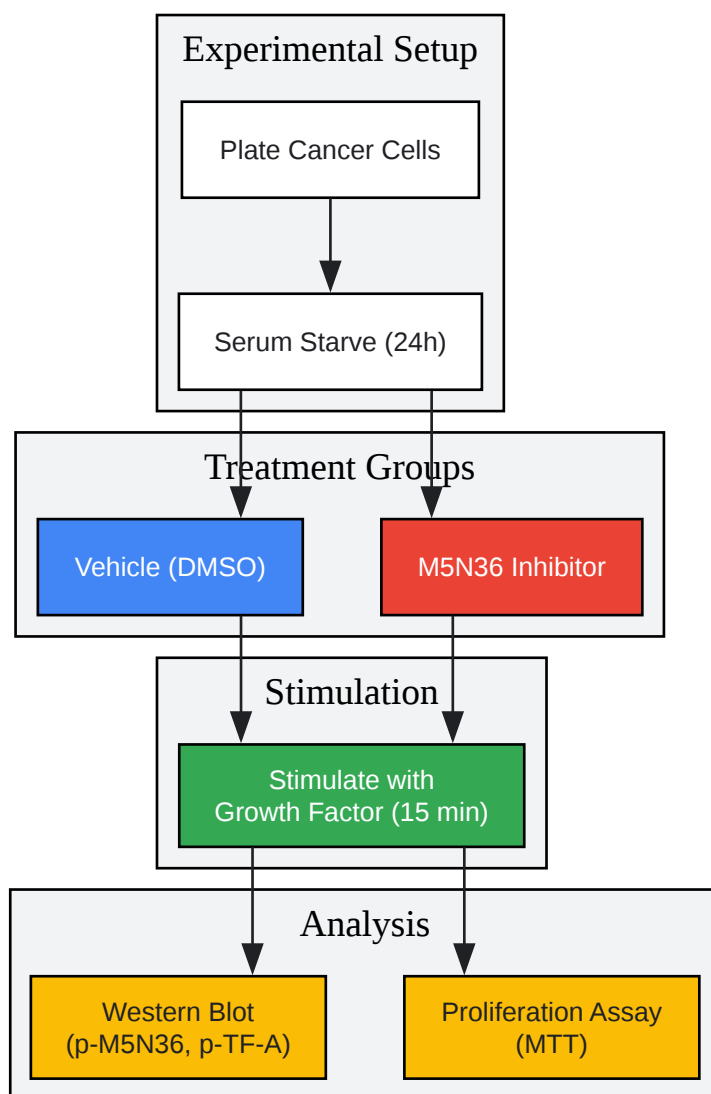 Experimental Setup
Plate Cancer Cells
Serum Starve (24h)
Treatment Groups
Vehicle (DMSO)
M5N36 Inhibitor
Stimulation
Stimulate with
Growth Factor (15 min)
Analysis
Western Blot
(p-M5N36, p-TF-A)
Proliferation Assay
(MTT)